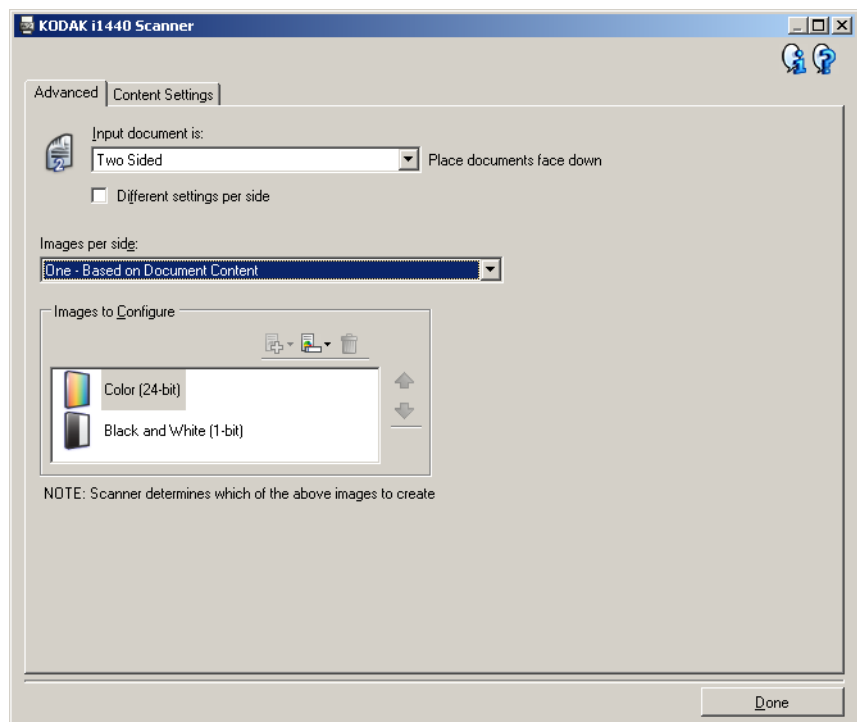 KODAK i1440 Scanner
Advanced
Content Settings
Input document is:
Two Sided
Place documents face down
Different settings per side
Images per side:
One - Based on Document Content
Images to Configure
Color (24-bit)
Black and White (1-bit)
NOTE: Scanner determines which of the above images to create
Done